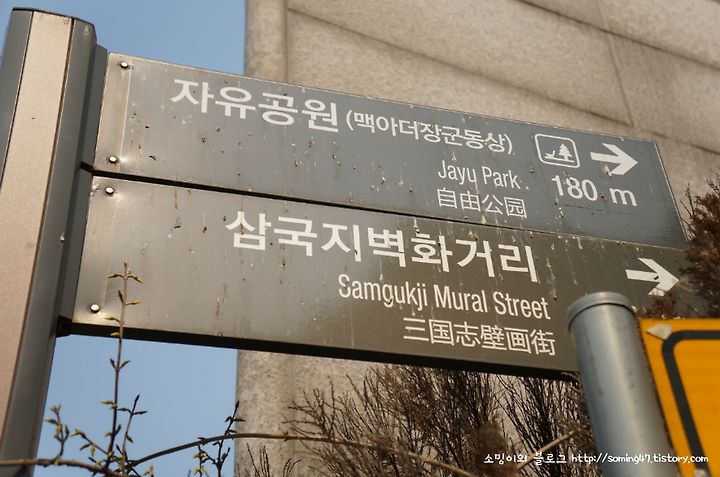 자유공원 (맥아더장군동상)
Jayu Park
自由公园
180 m
삼국지벽화거리
Samgukji Mural Street
三国志壁画街
소밍이의 블로그 http://soming47.tistory.com